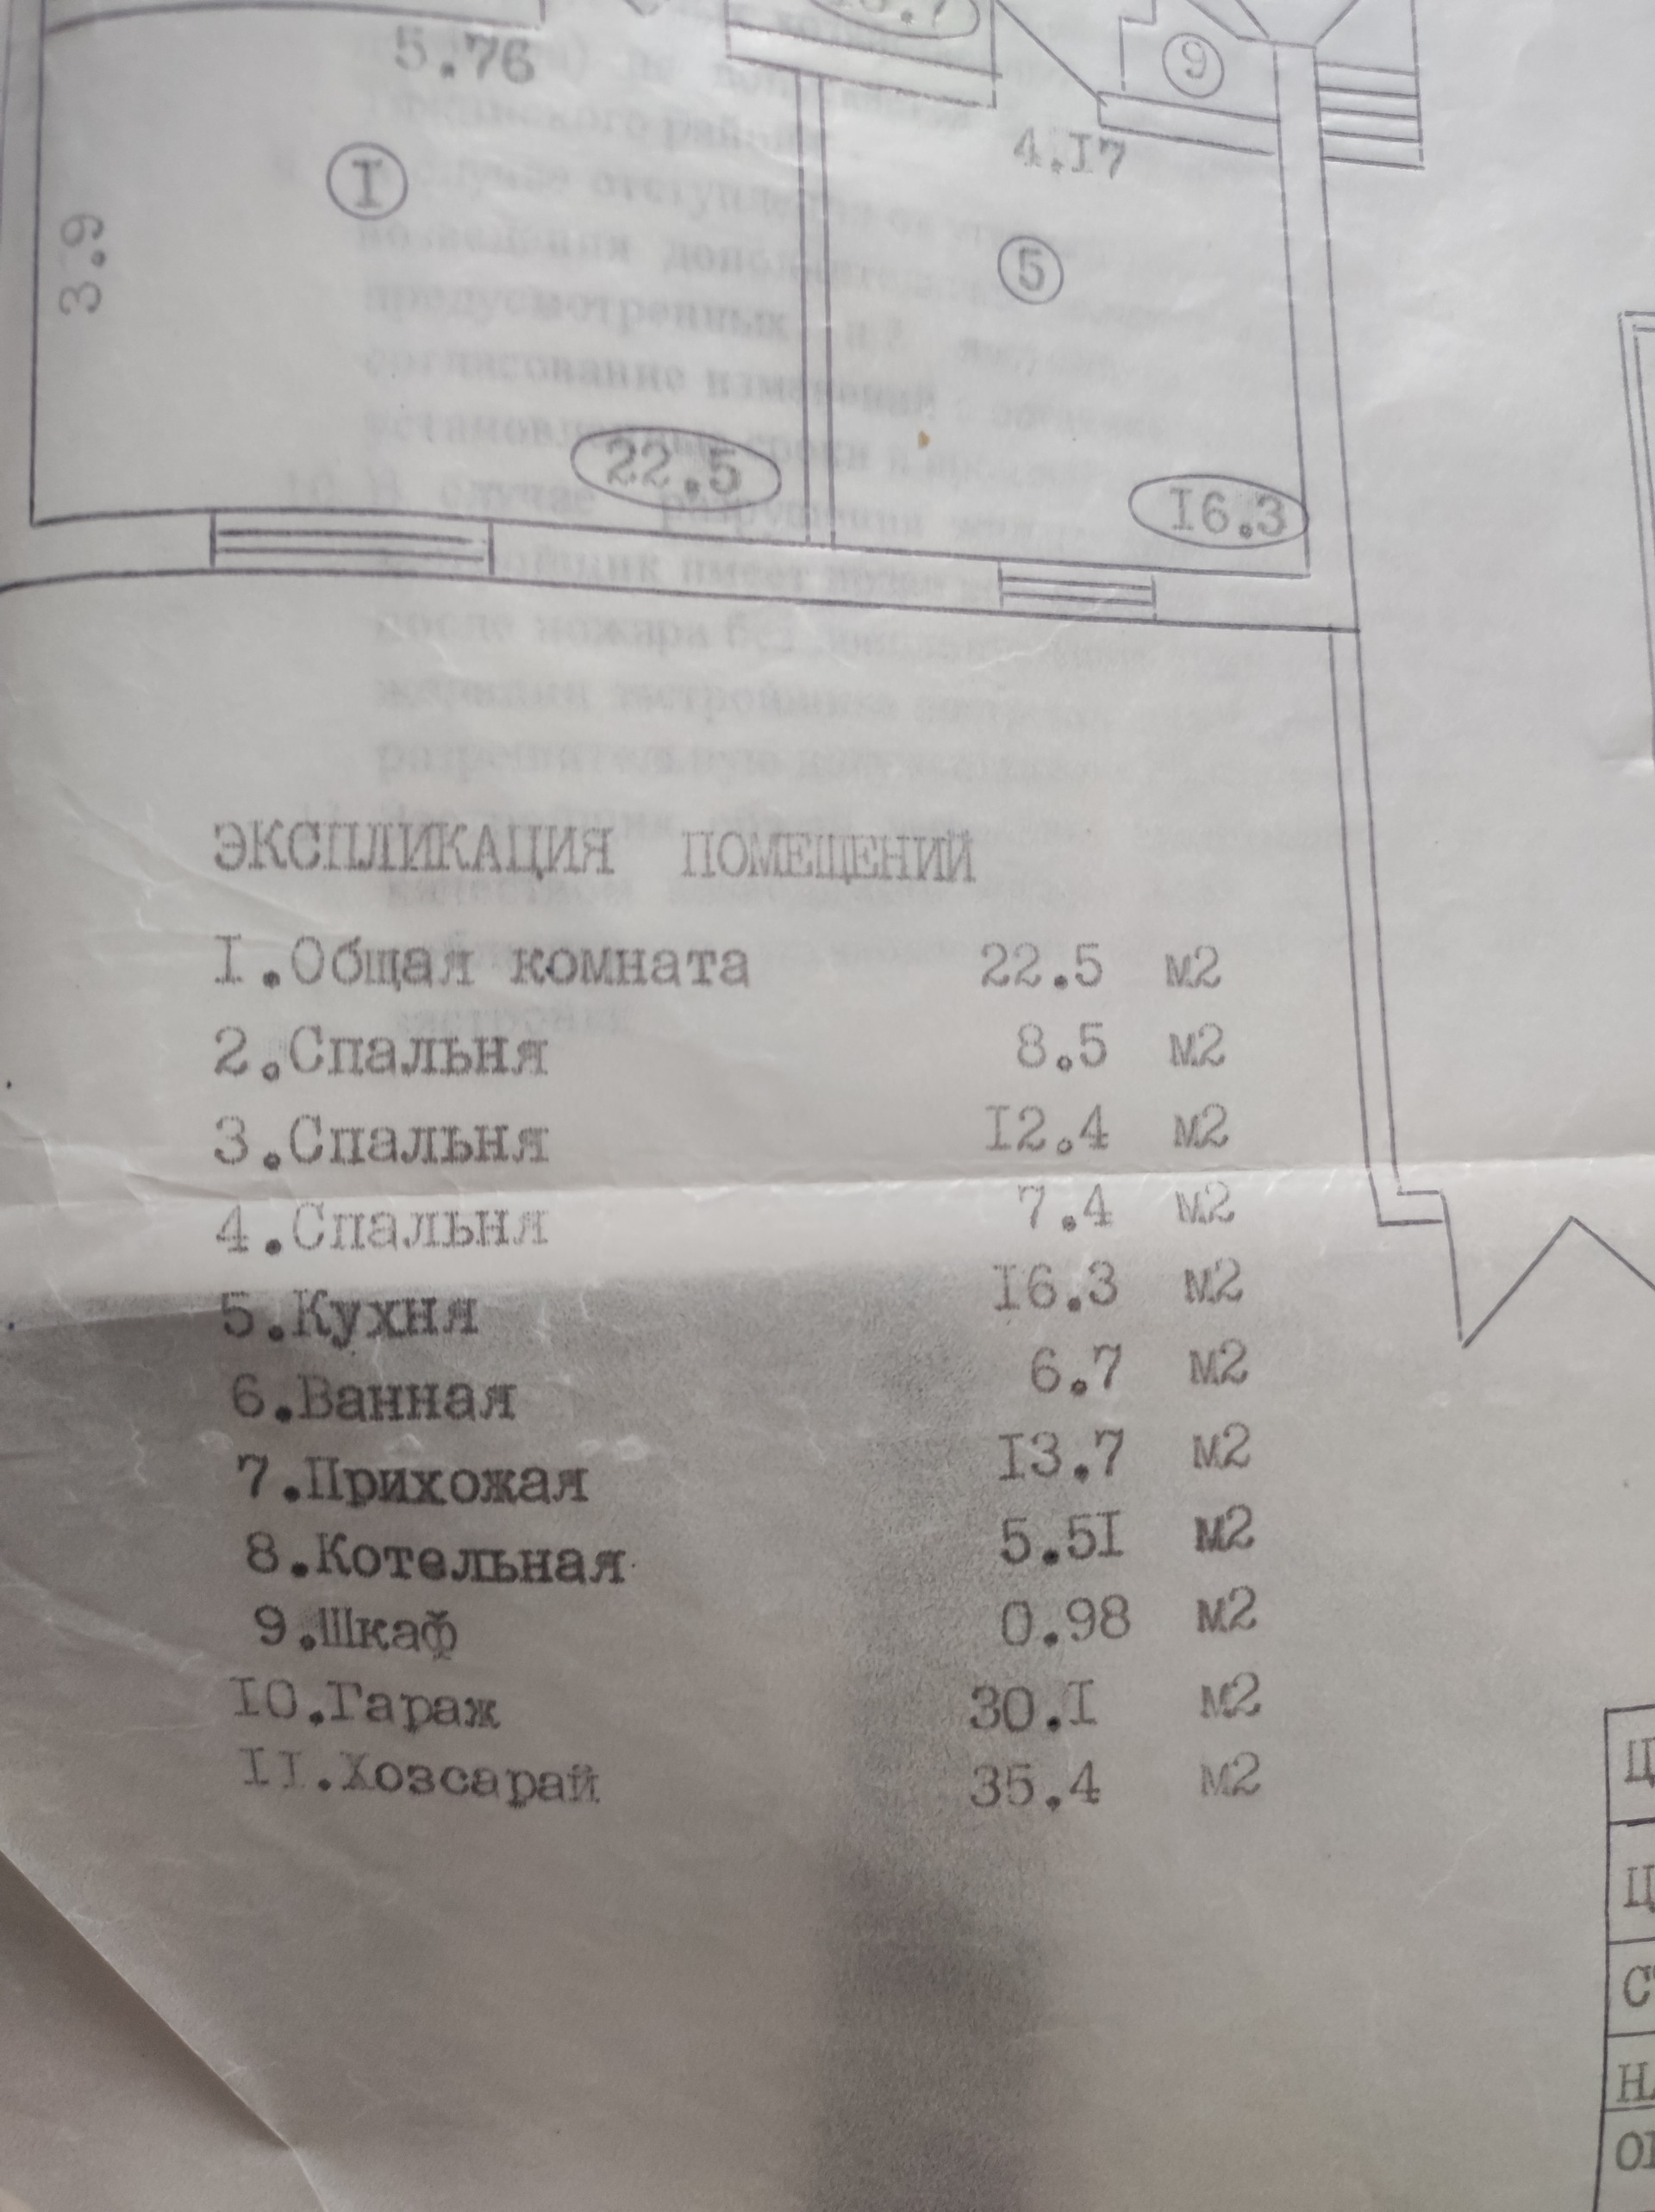 5.76
9
4.I7
I
3.9
5
22.5
I6.3
ЭКСПЛИКАЦИЯ ПОМЕЩЕНИЙ
I.Общая комната 22.5 м2
2.Спальня 8.5 м2
3.Спальня I2.4 м2
4.Спальня 7.4 м2
5.Кухня I6.3 м2
6.Ванная 6.7 м2
7.Прихожая I3.7 м2
8.Котельная 5.5I м2
9.Шкаф 0.98 м2
I0.Гараж 30.I м2
II.Хозсарай 35.4 м2